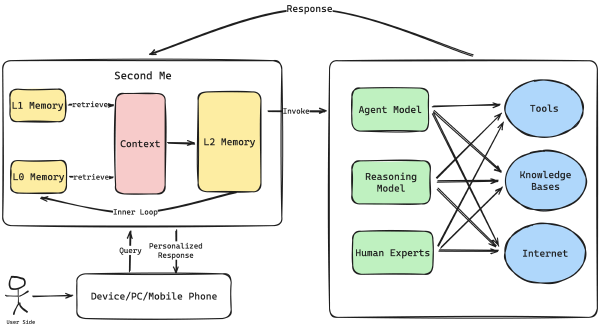 Response
Second Me
L1 Memory
retrieve
Context
L2 Memory
L0 Memory
retrieve
Inner Loop
Invoke
Agent Model
Reasoning
Model
Human Experts
Tools
Knowledge
Bases
Internet
Query
Personalized
Response
Device/PC/Mobile Phone
User Side